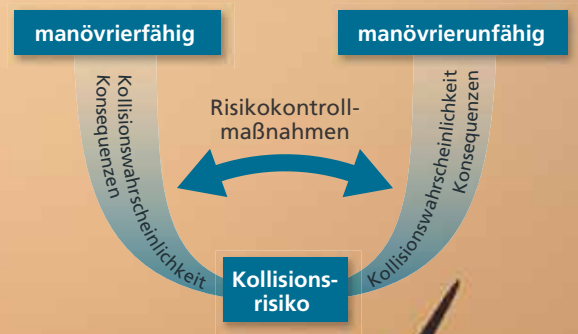 manövrierfähig
manövrierunfähig
Kollisionswahrscheinlichkeit
Konsequenzen
Risikokontroll-
maßnahmen
Kollisionswahrscheinlichkeit
Konsequenzen
Kollisions-
risiko